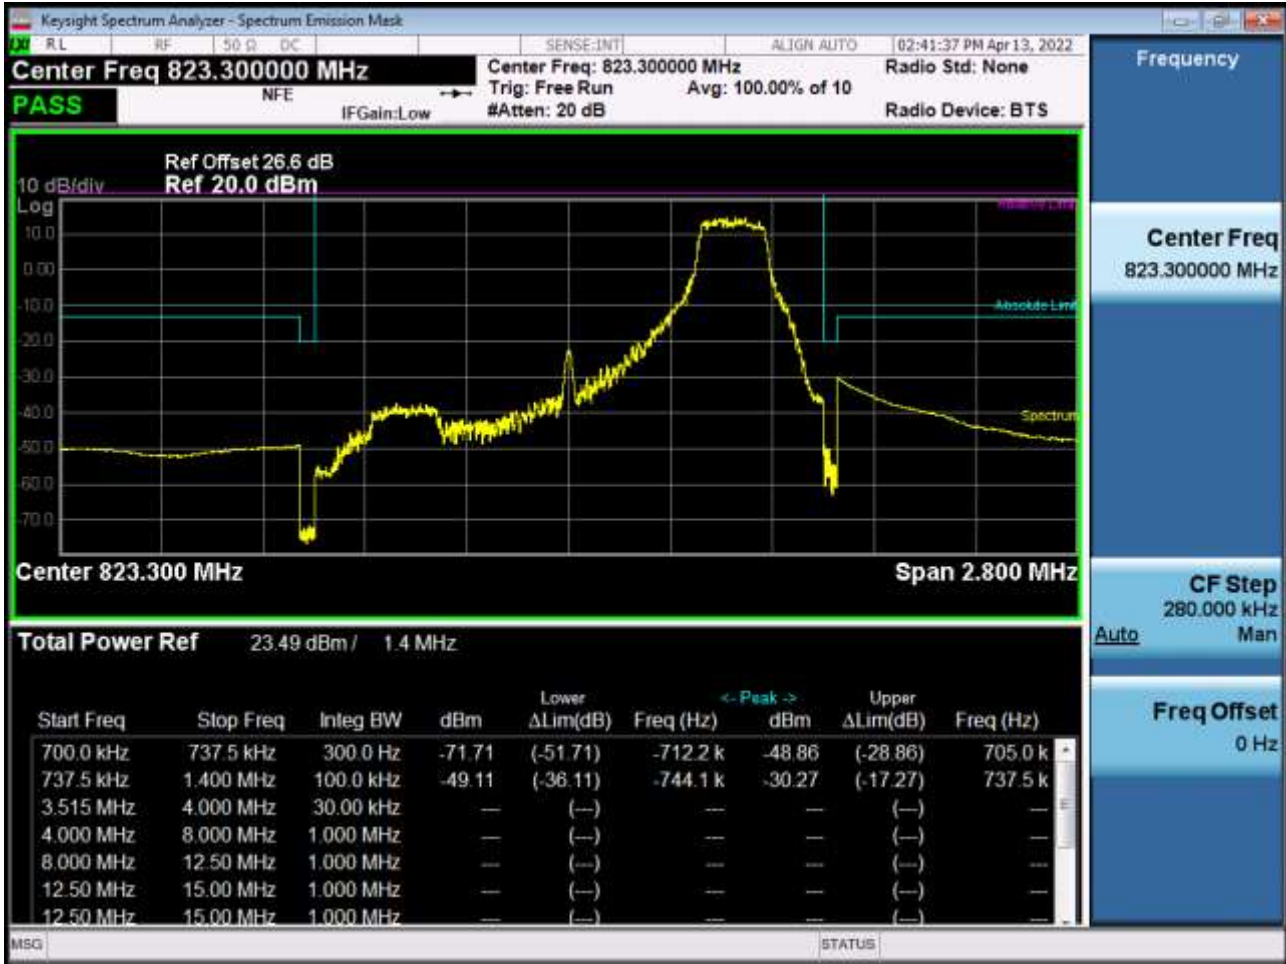 Keysight Spectrum Analyzer - Spectrum Emission Mask
LXI RL RF 50 Ω DC SENSE:INT ALIGN AUTO 02:41:37 PM Apr 13, 2022
Center Freq 823.300000 MHz Center Freq: 823.300000 MHz Radio Std: None
PASS NFE Trig: Free Run Avg: 100.00% of 10
IFGain:Low #Atten: 20 dB Radio Device: BTS
Frequency
Ref Offset 26.6 dB
10 dB/div Ref 20.0 dBm
Log
Relative Limit
10.0
0.00
-10.0
Absolute Limit
-20.0
-30.0
-40.0
Spectrum
-50.0
-60.0
-70.0
Center 823.300 MHz Span 2.800 MHz
Center Freq
823.300000 MHz
CF Step
280.000 kHz
Auto Man
Freq Offset
0 Hz
Total Power Ref 23.49 dBm / 1.4 MHz
Lower <- Peak -> Upper
Start Freq Stop Freq Integ BW dBm ΔLim(dB) Freq (Hz) dBm ΔLim(dB) Freq (Hz)
700.0 kHz 737.5 kHz 300.0 Hz -71.71 (-51.71) -712.2 k -48.86 (-28.86) 705.0 k
737.5 kHz 1.400 MHz 100.0 kHz -49.11 (-36.11) -744.1 k -30.27 (-17.27) 737.5 k
3.515 MHz 4.000 MHz 30.00 kHz --- (---) --- --- (---) ---
4.000 MHz 8.000 MHz 1.000 MHz --- (---) --- --- (---) ---
8.000 MHz 12.50 MHz 1.000 MHz --- (---) --- --- (---) ---
12.50 MHz 15.00 MHz 1.000 MHz --- (---) --- --- (---) ---
12.50 MHz 15.00 MHz 1.000 MHz --- (---) --- --- (---) ---
MSG STATUS